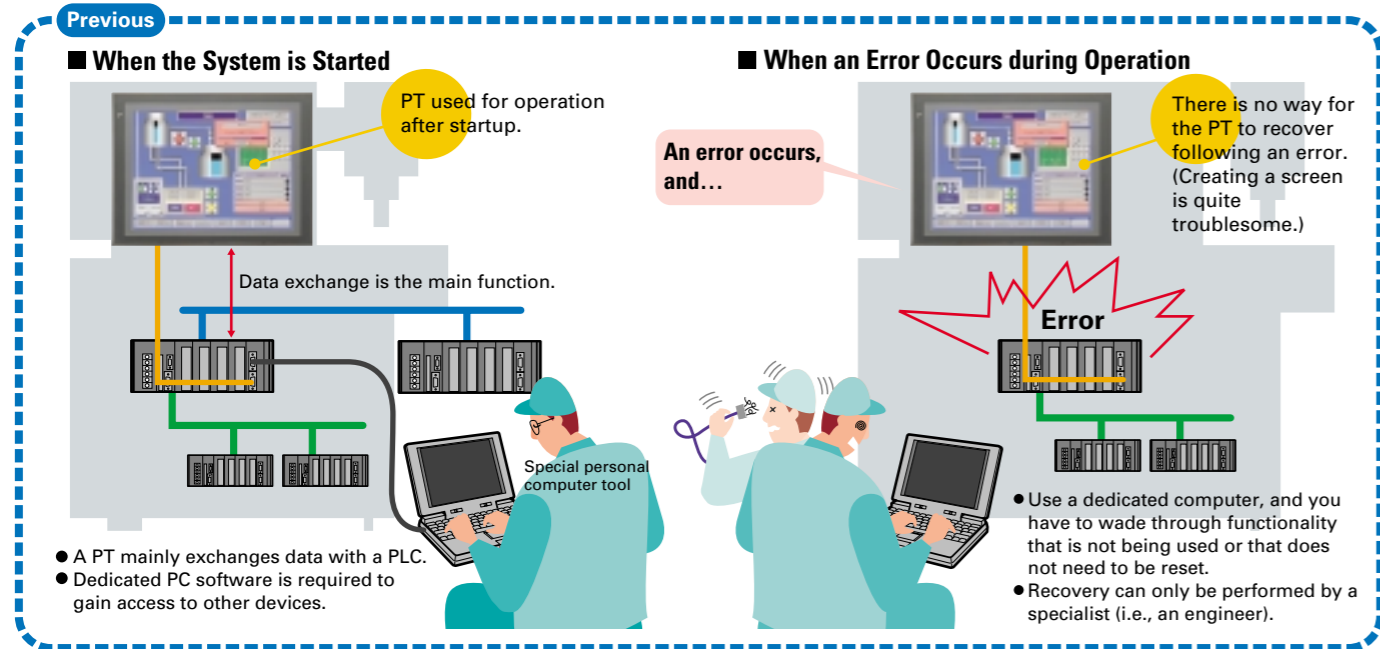 Previous
■ When the System is Started
PT used for operation
after startup.
Data exchange is the main function.
Special personal
computer tool
● A PT mainly exchanges data with a PLC.
● Dedicated PC software is required to
gain access to other devices.
■ When an Error Occurs during Operation
An error occurs,
and…
There is no way for
the PT to recover
following an error.
(Creating a screen
is quite
troublesome.)
Error
● Use a dedicated computer, and you
have to wade through functionality
that is not being used or that does
not need to be reset.
● Recovery can only be performed by a
specialist (i.e., an engineer).